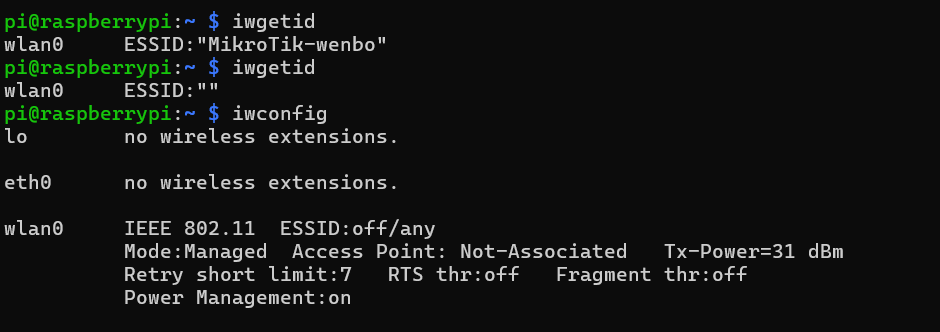 pi@raspberrypi:~ $ iwgetid
wlan0     ESSID:"MikroTik-wenbo"
pi@raspberrypi:~ $ iwgetid
wlan0     ESSID:""
pi@raspberrypi:~ $ iwconfig
lo        no wireless extensions.

eth0      no wireless extensions.

wlan0     IEEE 802.11  ESSID:off/any
          Mode:Managed  Access Point: Not-Associated   Tx-Power=31 dBm
          Retry short limit:7   RTS thr:off   Fragment thr:off
          Power Management:on